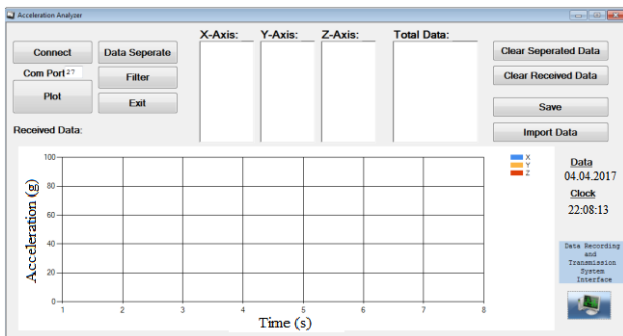 Acceleration Analyzer
Connect
Data Seperate
Com Port 27
Filter
Plot
Exit
Received Data:
X-Axis:
Y-Axis:
Z-Axis:
Total Data:
Clear Seperated Data
Clear Received Data
Save
Import Data
Acceleration (g)
100
80
60
40
20
0
1 2 3 4 5 6 7 8
Time (s)
X
Y
Z
Data
04.04.2017
Clock
22:08:13
Data Recording
and
Transmission
System
Interface